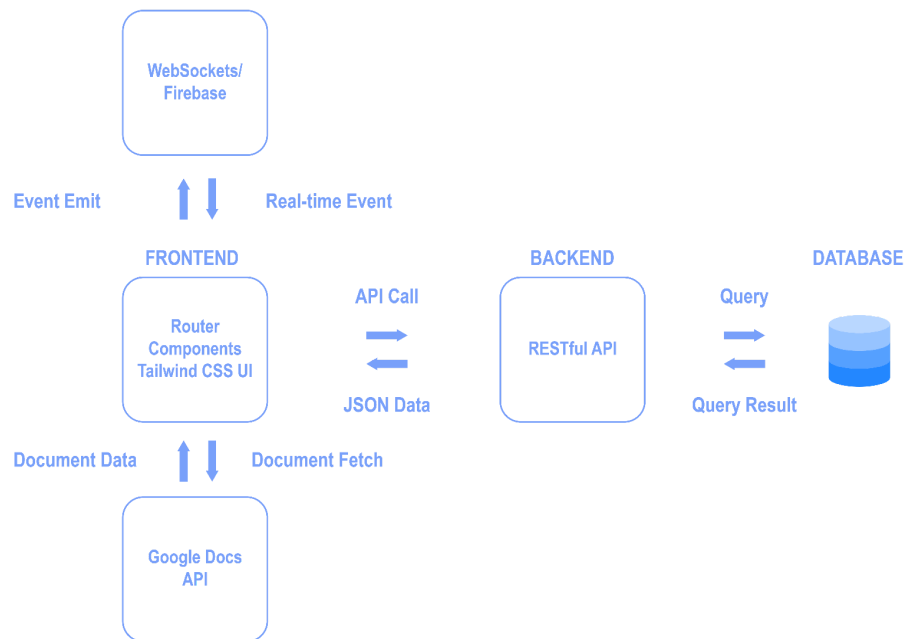 WebSockets/
Firebase
Event Emit
Real-time Event
FRONTEND
BACKEND
DATABASE
Router
Components
Tailwind CSS UI
API Call
JSON Data
RESTful API
Query
Query Result
Document Data
Document Fetch
Google Docs
API